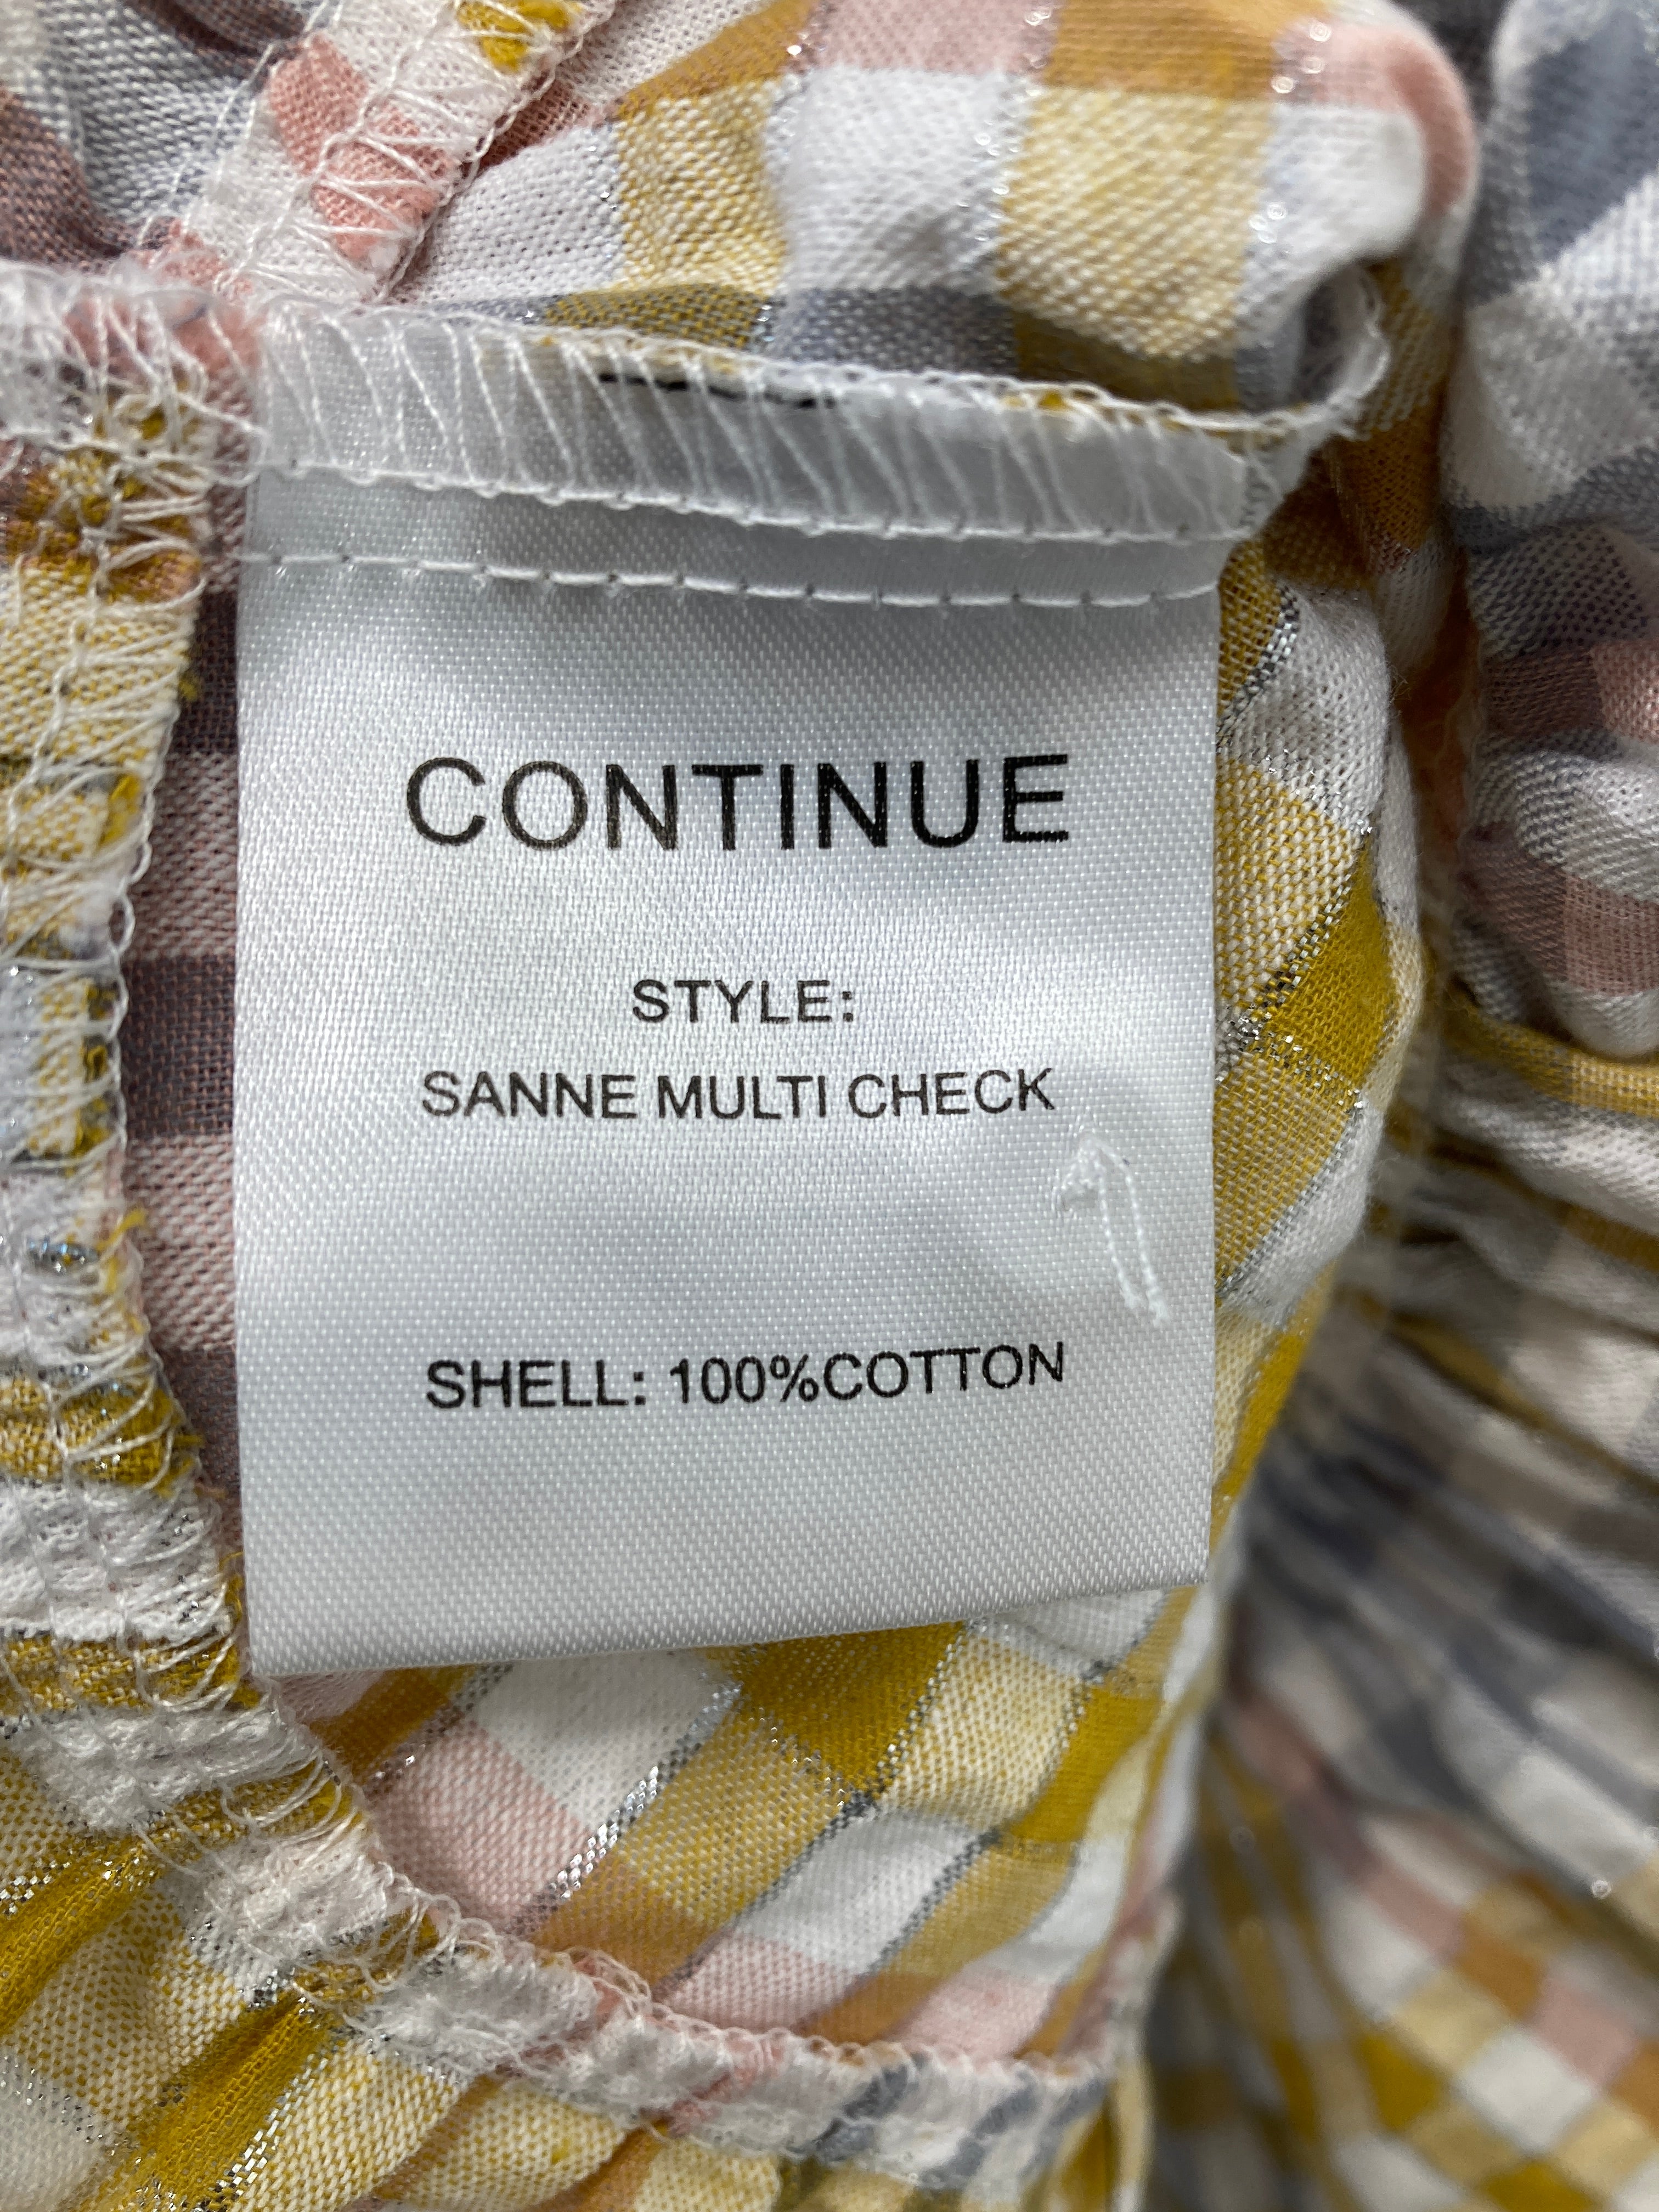 CONTINUE
STYLE:
SANNE MULTI CHECK
SHELL: 100%COTTON